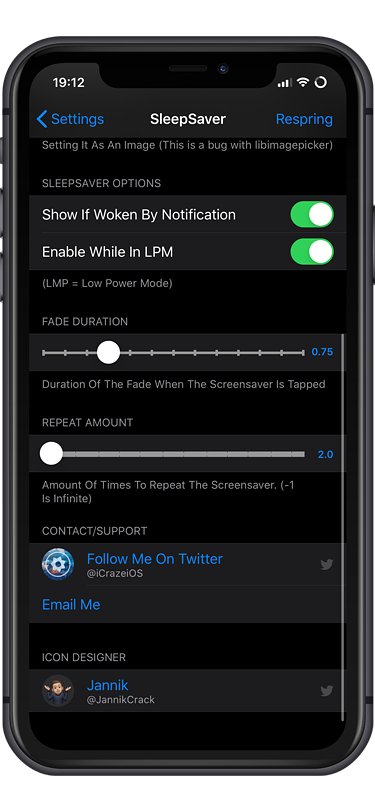 19:12
Settings
SleepSaver
Respring
Setting It As An Image (This is a bug with libimagepicker)
SLEEPSAVER OPTIONS
Show If Woken By Notification
Enable While In LPM
(LMP = Low Power Mode)
FADE DURATION
0.75
Duration Of The Fade When The Screensaver Is Tapped
REPEAT AMOUNT
2.0
Amount Of Times To Repeat The Screensaver. (-1
Is Infinite)
CONTACT/SUPPORT
Follow Me On Twitter
@iCrazeiOS
Email Me
ICON DESIGNER
Jannik
@JannikCrack